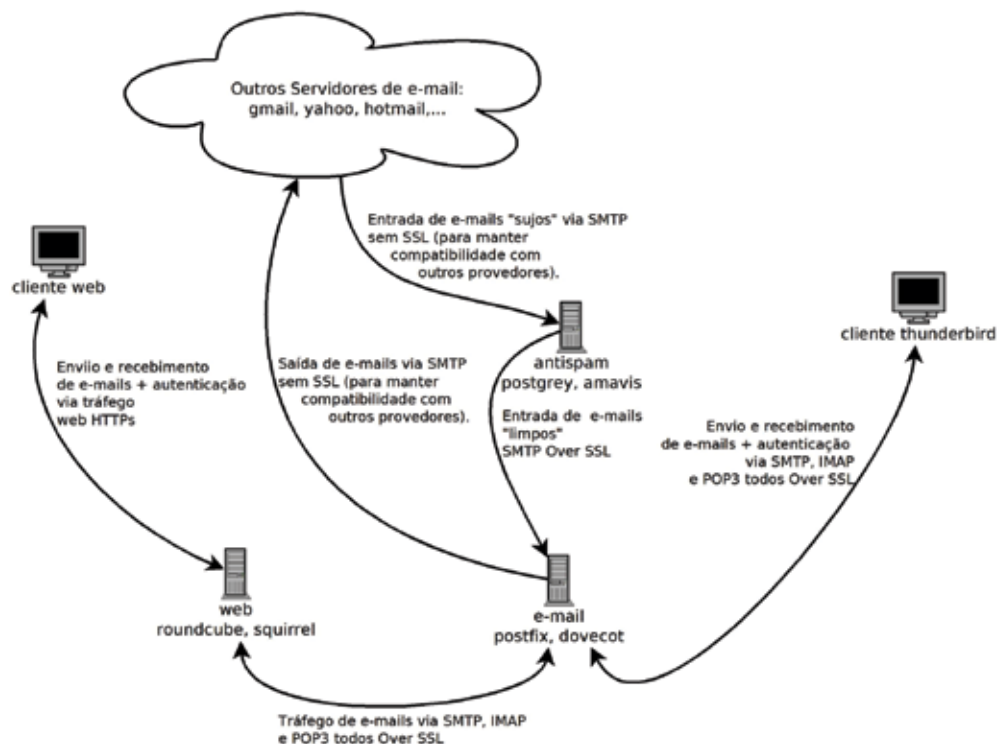 Outros Servidores de e-mail:
gmail, yahoo, hotmail,...
Entrada de e-mails "sujos" via SMTP
sem SSL (para manter
compatibilidade com
outros provedores).
cliente web
cliente thunderbird
antispam
postgrey, amavis
Enviio e recebimento
de e-mails + autenticação
via tráfego
web HTTPs
Saída de e-mails via SMTP
sem SSL (para manter
compatibilidade com
outros provedores).
Entrada de e-mails
"limpos"
SMTP Over SSL
Envio e recebimento
de e-mails + autenticação
via SMTP, IMAP
e POP3 todos Over SSL
web
roundcube, squirrel
e-mail
postfix, dovecot
Tráfego de e-mails via SMTP, IMAP
e POP3 todos Over SSL